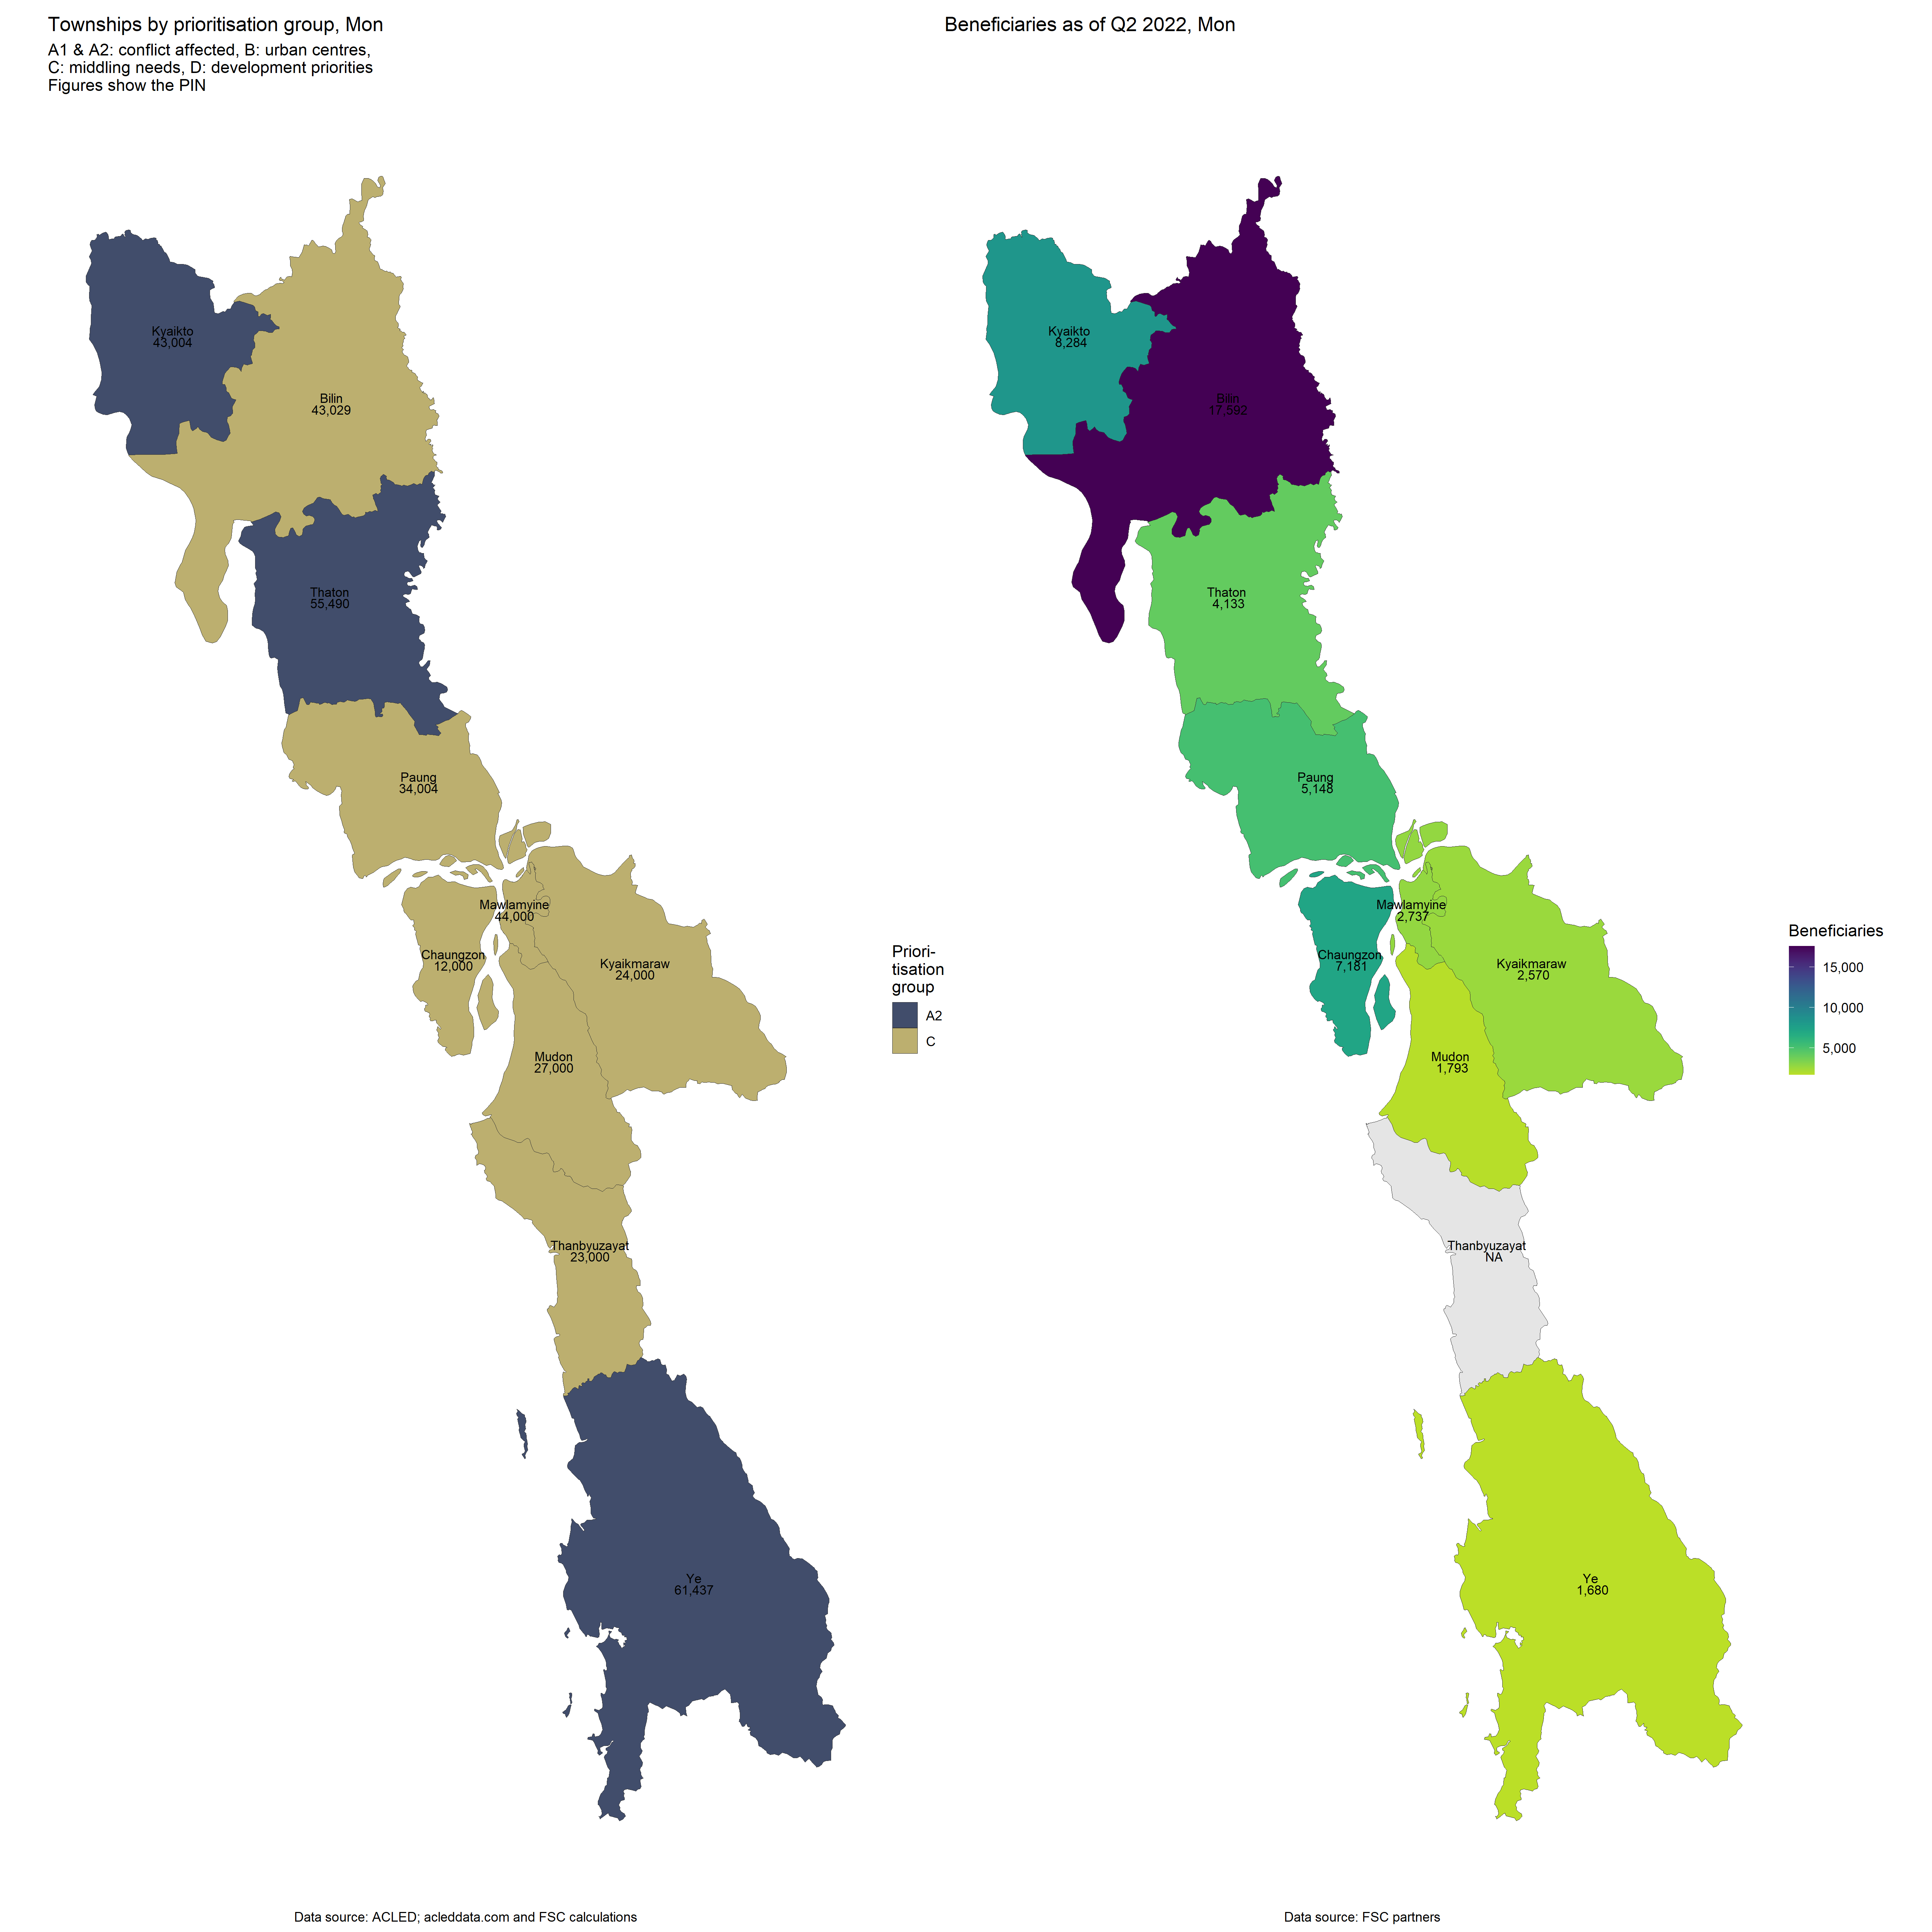 Townships by prioritisation group, Mon
A1 & A2: conflict affected, B: urban centres,
C: middling needs, D: development priorities
Figures show the PIN
Kyaikto
43,004
Bilin
43,029
Thaton
55,490
Paung
34,004
Mawlamyine
44,000
Chaungzon
12,000
Kyaikmaraw
24,000
Mudon
27,000
Thanbyuzayat
23,000
Ye
61,437
Priori-
tisation
group
A2
C
Data source: ACLED; acleddata.com and FSC calculations
Beneficiaries as of Q2 2022, Mon
Kyaikto
8,284
Bilin
17,592
Thaton
4,133
Paung
5,148
Mawlamyine
2,737
Chaungzon
7,181
Kyaikmaraw
2,570
Mudon
1,793
Thanbyuzayat
NA
Ye
1,680
Beneficiaries
15,000
10,000
5,000
Data source: FSC partners